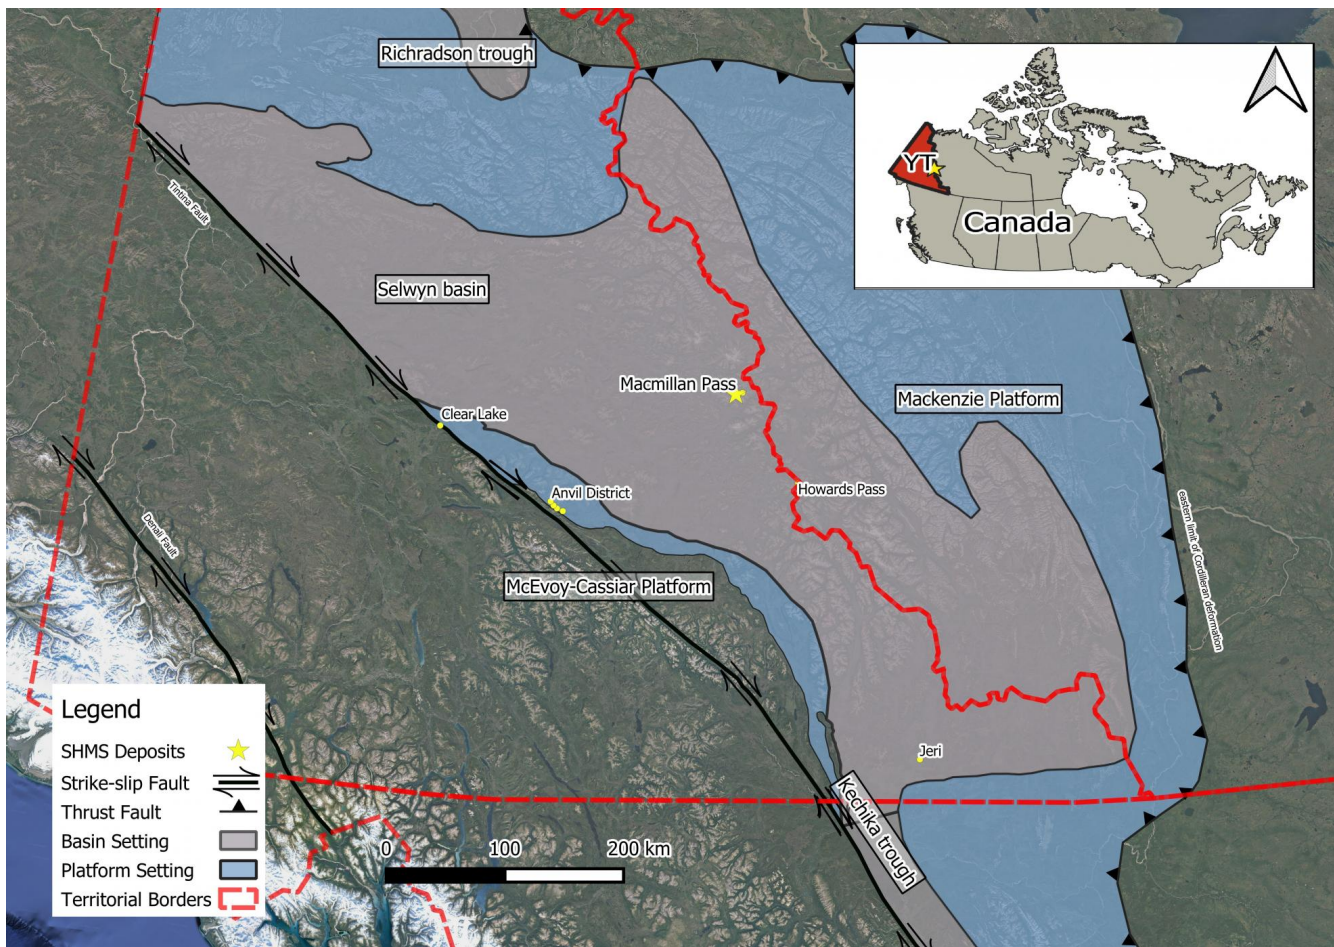 Richradson trough
YT
Canada
Tintina Fault
Selwyn basin
Macmillan Pass
Mackenzie Platform
Clear Lake
Anvil District
Howards Pass
eastern limit of Cordilleran deformation
Denali Fault
McEvoy-Cassiar Platform
Jeri
Kechika trough
Legend
SHMS Deposits
Strike-slip Fault
Thrust Fault
Basin Setting
Platform Setting
Territorial Borders
0 100 200 km